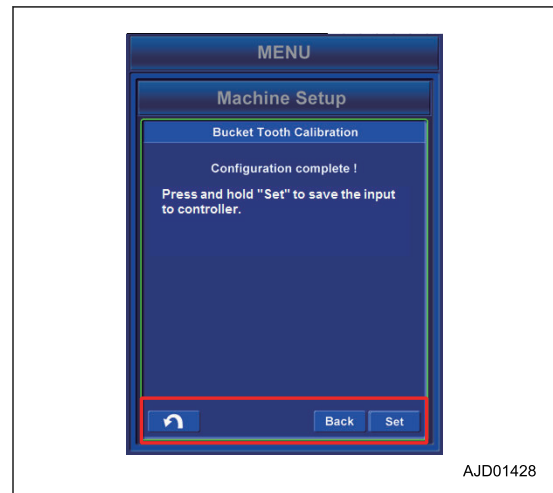 MENU
Machine Setup
Bucket Tooth Calibration
Configuration complete !
Press and hold "Set" to save the input
to controller.
Back Set
AJD01428